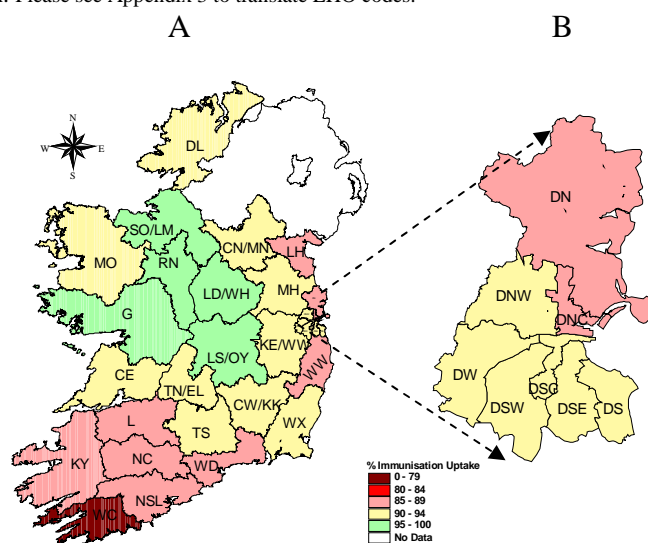 n. Please see Appendix 3 to translate LHO codes.
A
B
N
W E
S
DL
SO/LM
CN/MN
LH
MO
RN
LD/WH
MH
G
LS/OY
KE/WW
WW
CE
TN/EL
CW/KK
WX
L
TS
KY
NC
WD
NSL
WC
DN
DNW
DNC
DW
DSW
DSC
DSE
DS
% Immunisation Uptake
0 - 79
80 - 84
85 - 89
90 - 94
95 - 100
No Data